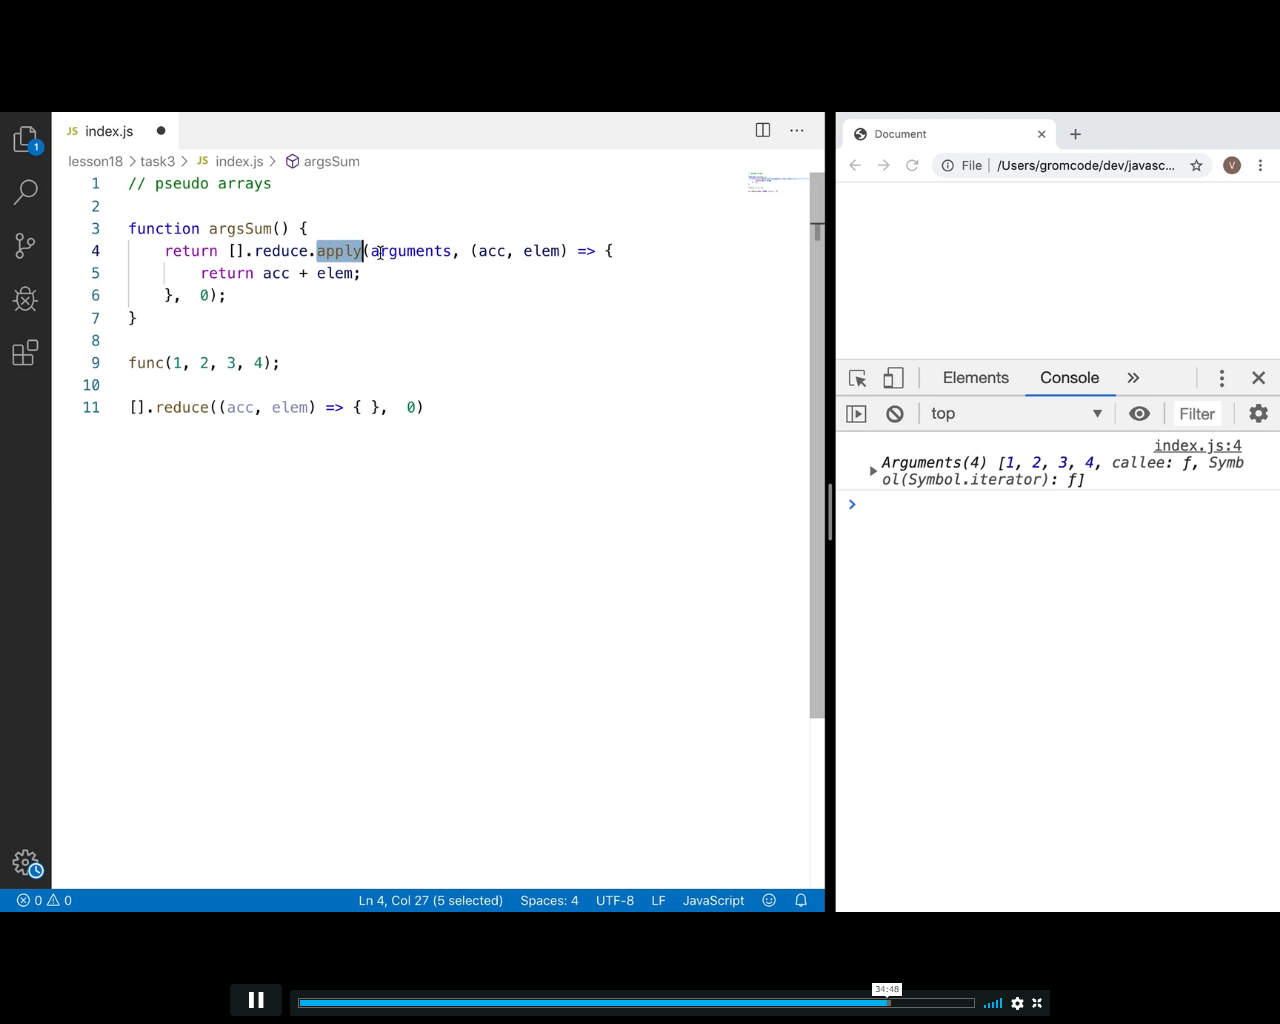 JS index.js
lesson18 > task3 > JS index.js > argsSum
1 // pseudo arrays
2
3 function argsSum() {
4 return [].reduce.apply(arguments, (acc, elem) => {
5 return acc + elem;
6 }, 0);
7 }
8
9 func(1, 2, 3, 4);
10
11 [].reduce((acc, elem) => { }, 0)
1
0 0 Ln 4, Col 27 (5 selected) Spaces: 4 UTF-8 LF JavaScript
Document
File | /Users/gromcode/dev/javasc... V
Elements Console
top Filter
index.js:4
Arguments(4) [1, 2, 3, 4, callee: ƒ, Symb
ol(Symbol.iterator): ƒ]
34:48